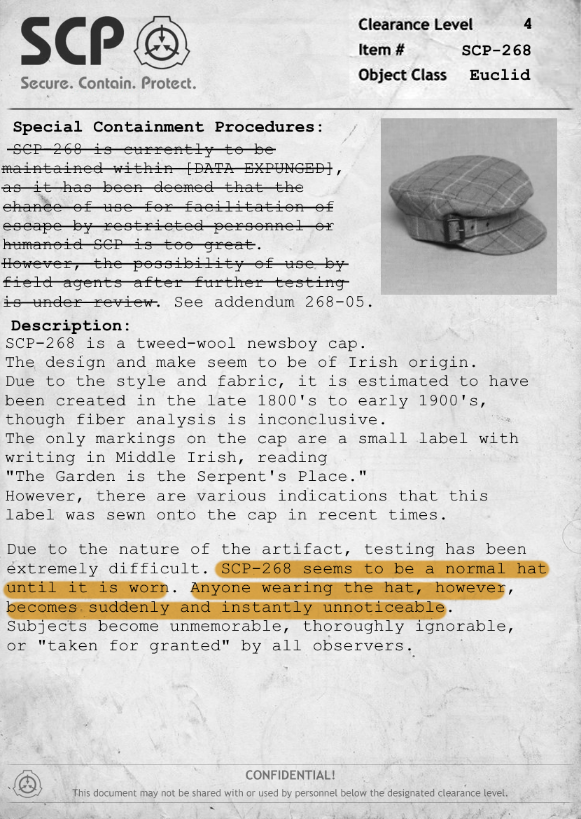 SCP
Secure. Contain. Protect.
Clearance Level 4
Item # SCP-268
Object Class Euclid
Special Containment Procedures:
SCP-268 is currently to be
maintained within [DATA EXPUNGED],
as it has been deemed that the
chance of use for facilitation of
escape by restricted personnel or
humanoid SCP is too great.
However, the possibility of use by
field agents after further testing
is under review. See addendum 268-05.
Description:
SCP-268 is a tweed-wool newsboy cap.
The design and make seem to be of Irish origin.
Due to the style and fabric, it is estimated to have
been created in the late 1800's to early 1900's,
though fiber analysis is inconclusive.
The only markings on the cap are a small label with
writing in Middle Irish, reading
"The Garden is the Serpent's Place."
However, there are various indications that this
label was sewn onto the cap in recent times.
Due to the nature of the artifact, testing has been
extremely difficult. SCP-268 seems to be a normal hat
until it is worn. Anyone wearing the hat, however,
becomes suddenly and instantly unnoticeable.
Subjects become unmemorable, thoroughly ignorable,
or "taken for granted" by all observers.
CONFIDENTIAL!
This document may not be shared with or used by personnel below the designated clearance level.